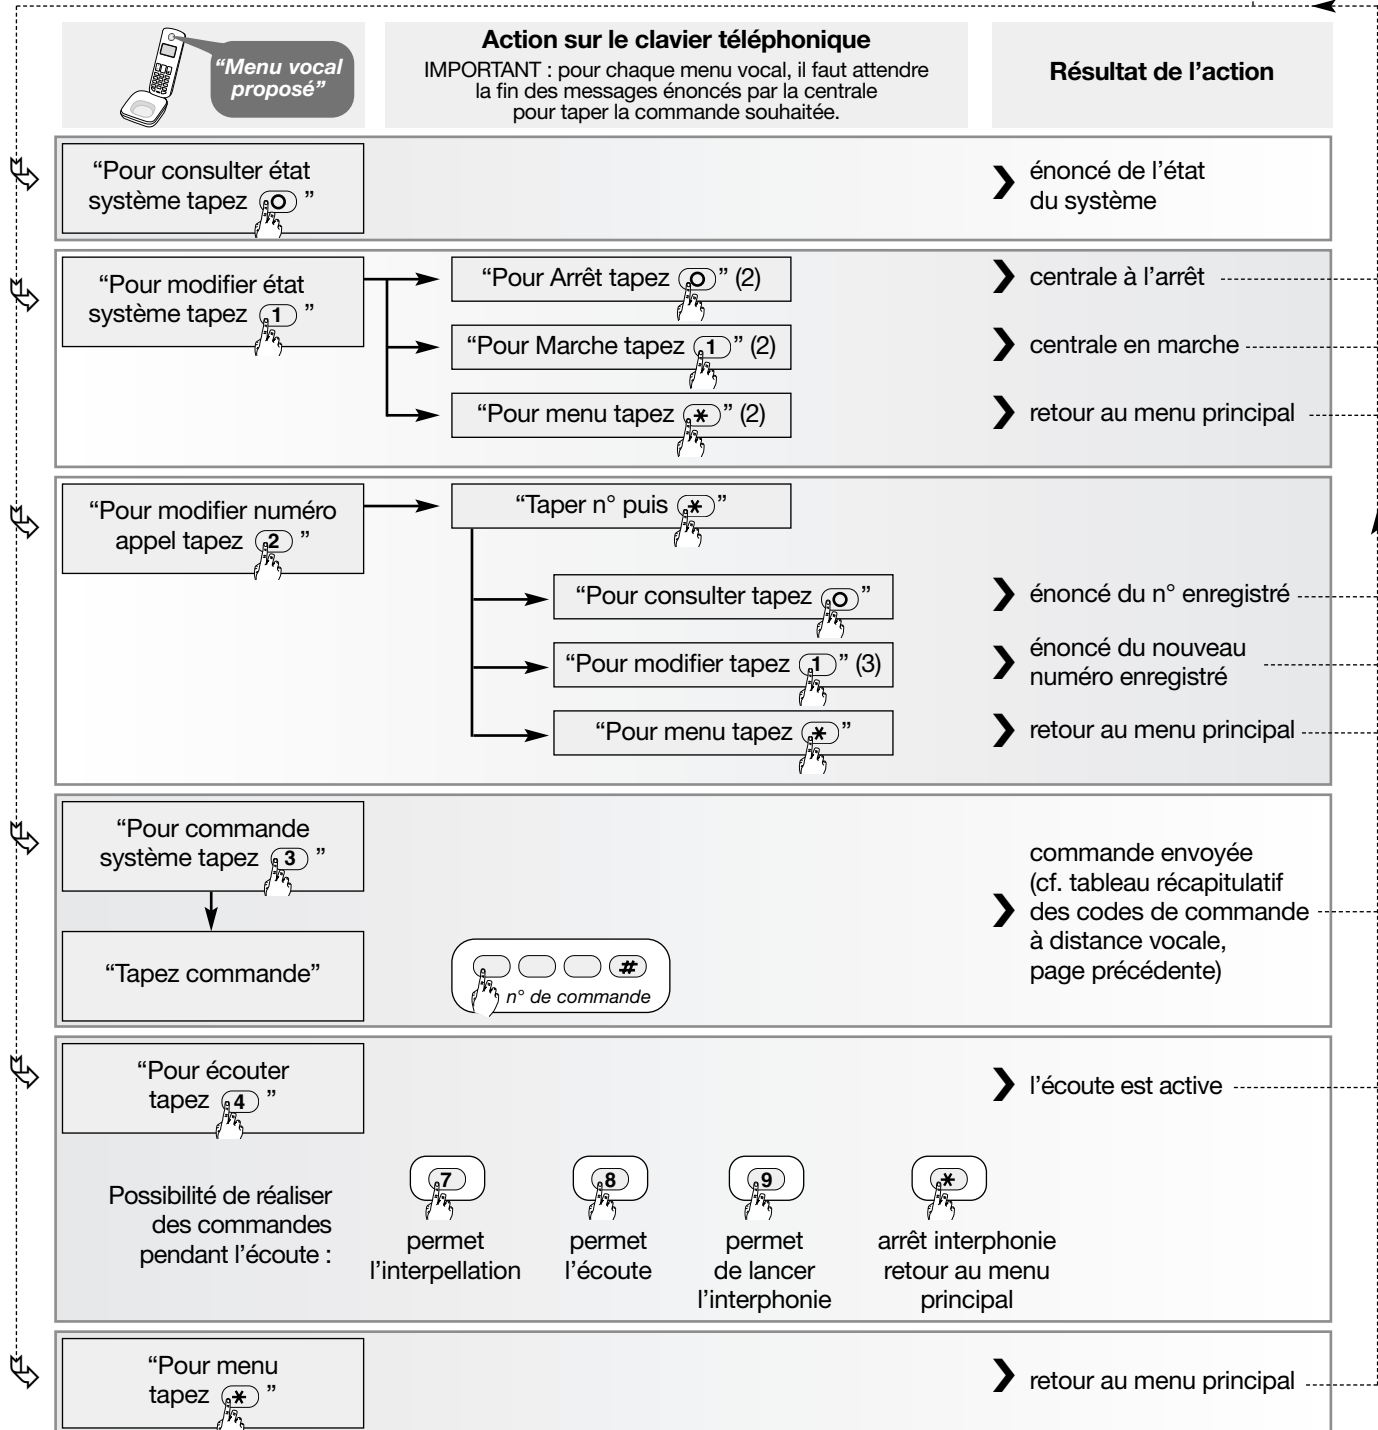 “Menu vocal
proposé”
Action sur le clavier téléphonique
IMPORTANT : pour chaque menu vocal, il faut attendre
la fin des messages énoncés par la centrale
pour taper la commande souhaitée.
Résultat de l’action
“Pour consulter état
système tapez 0 ”
énoncé de l’état
du système
“Pour modifier état
système tapez 1 ”
“Pour Arrêt tapez 0” (2)
centrale à l’arrêt
“Pour Marche tapez 1” (2)
centrale en marche
“Pour menu tapez *” (2)
retour au menu principal
“Pour modifier numéro
appel tapez 2 ”
“Taper n° puis *”
“Pour consulter tapez 0”
énoncé du n° enregistré
“Pour modifier tapez 1” (3)
énoncé du nouveau
numéro enregistré
“Pour menu tapez *”
retour au menu principal
“Pour commande
système tapez 3 ”
“Tapez commande”
#
n° de commande
commande envoyée
(cf. tableau récapitulatif
des codes de commande
à distance vocale,
page précédente)
“Pour écouter
tapez 4 ”
l’écoute est active
Possibilité de réaliser
des commandes
pendant l’écoute :
7
permet
l’interpellation
8
permet
l’écoute
9
permet
de lancer
l’interphonie
*
arrêt interphonie
retour au menu
principal
“Pour menu
tapez * ”
retour au menu principal